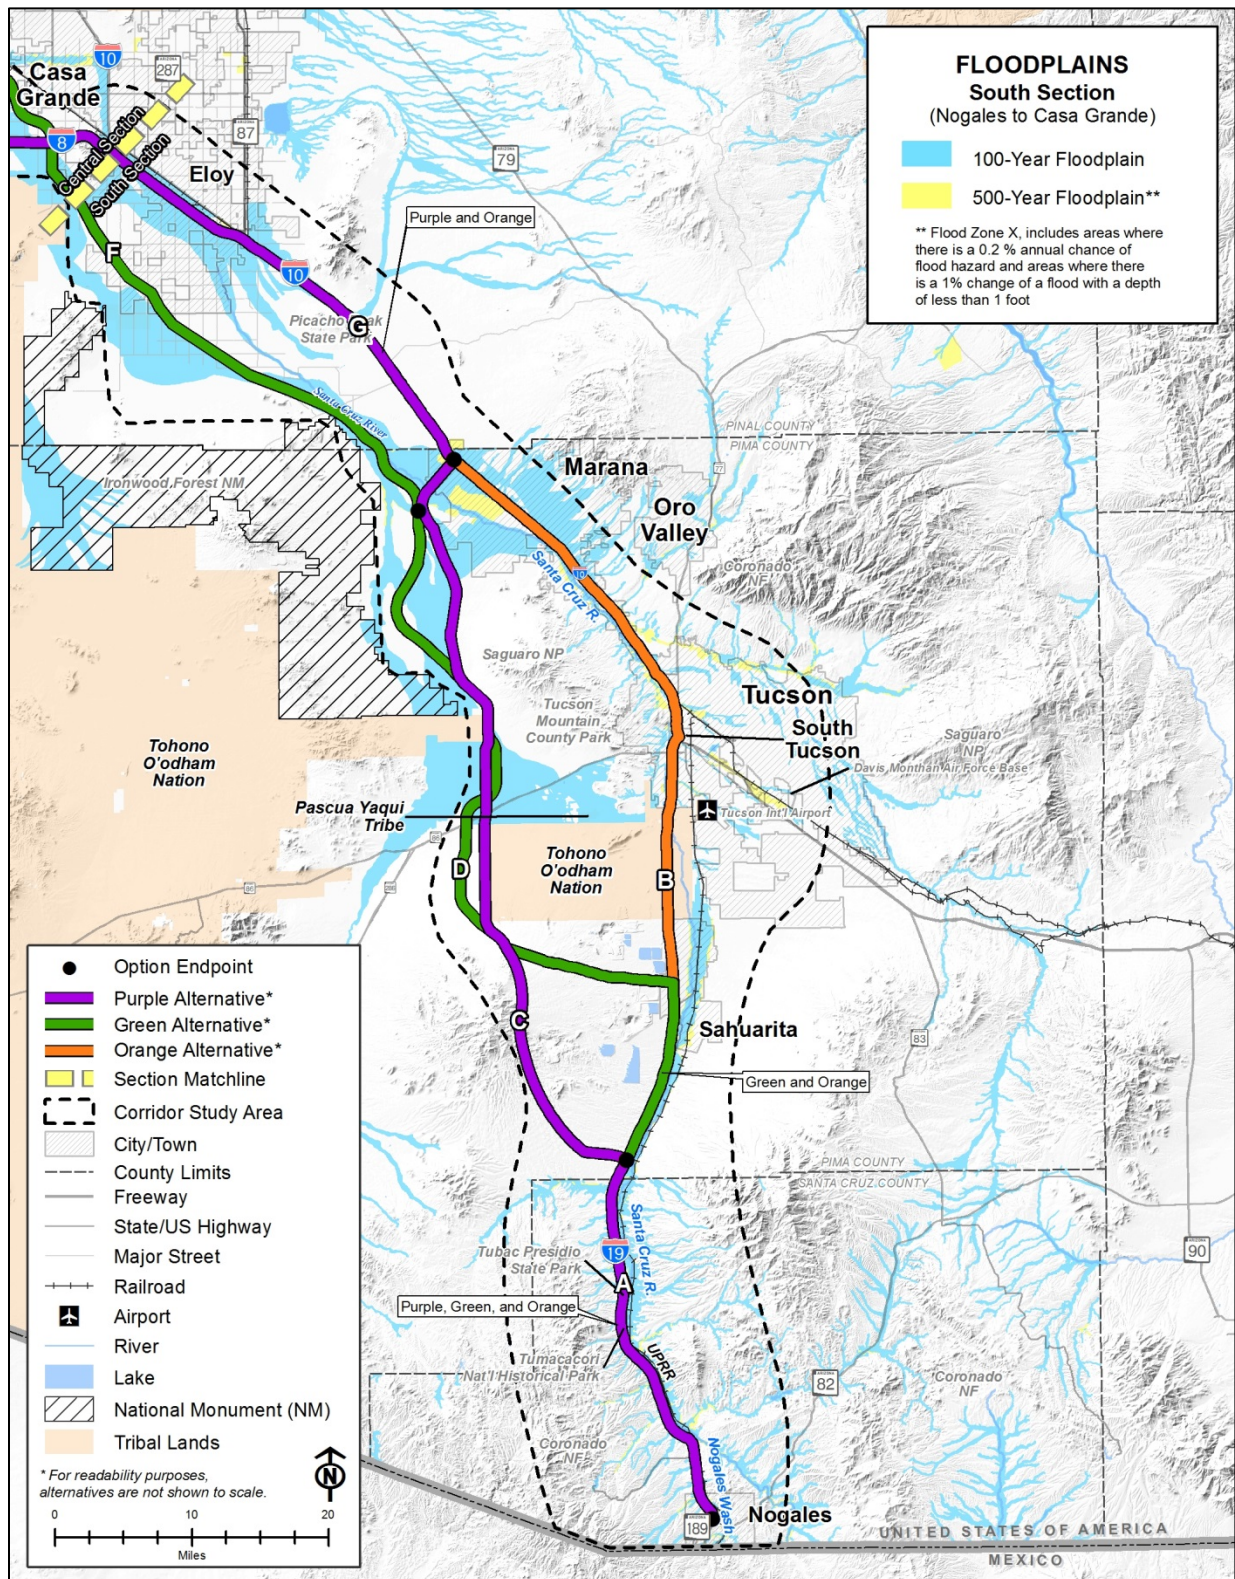 FLOODPLAINS
South Section
(Nogales to Casa Grande)
100-Year Floodplain
500-Year Floodplain**
** Flood Zone X, includes areas where
there is a 0.2 % annual chance of
flood hazard and areas where there
is a 1% change of a flood with a depth
of less than 1 foot
10
ARIZONA
287
Casa
Grande
8
Central Section
South Section
87
79
Eloy
Purple and Orange
F
10
G
Picacho Peak
State Park
Santa Cruz River
PINAL COUNTY
PIMA COUNTY
Marana
77
Ironwood Forest NM
Oro
Valley
Coronado
NF
10
Santa Cruz R.
Saguaro NP
Tucson
Mountain
County Park
Tucson
South
Tucson
Saguaro
NP
Davis Monthan Air Force Base
Tohono
O'odham
Nation
Pascua Yaqui
Tribe
Tucson Int'l Airport
86
Tohono
O'odham
Nation
D
B
86
286
C
Sahuarita
83
Green and Orange
PIMA COUNTY
SANTA CRUZ COUNTY
Santa Cruz R.
19
Tubac Presidio
State Park
A
ARIZONA
90
Purple, Green, and Orange
UPRR
Tumacacori
Nat'l Historical Park
ARIZONA
82
Coronado
NF
Coronado
NF
Nogales Wash
ARIZONA
189
Nogales
UNITED STATES OF AMERICA
MEXICO
Option Endpoint
Purple Alternative*
Green Alternative*
Orange Alternative*
Section Matchline
Corridor Study Area
City/Town
County Limits
Freeway
State/US Highway
Major Street
Railroad
Airport
River
Lake
National Monument (NM)
Tribal Lands
* For readability purposes,
alternatives are not shown to scale.
N
0 10 20
Miles